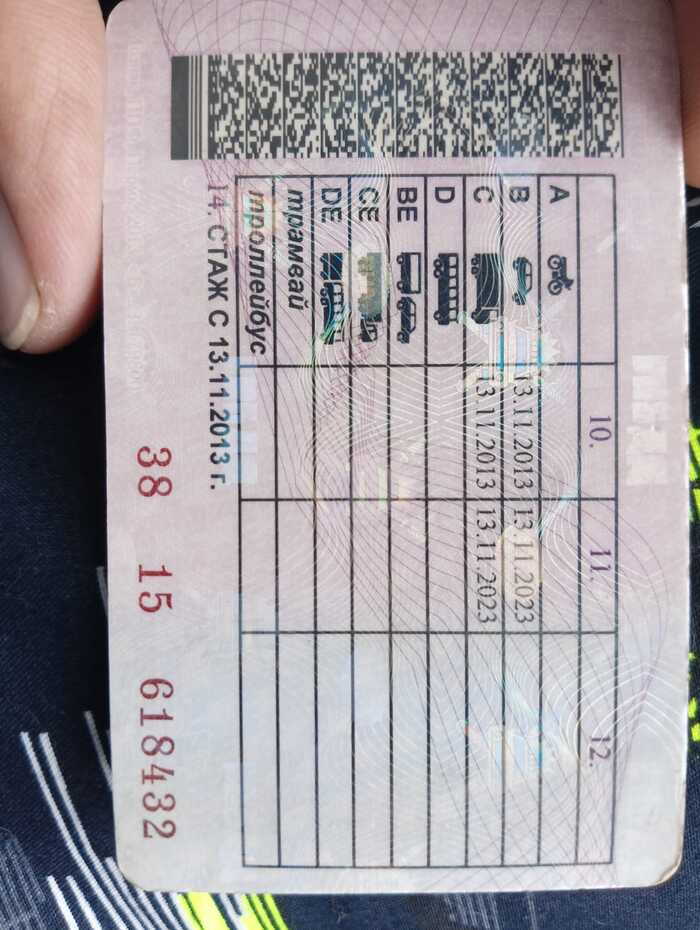 10. 11. 12.
A
B 13.11.2013 13.11.2023
C 13.11.2013 13.11.2023
D
BE
CE
DE
трамвай
троллейбус
14. СТАЖ С 13.11.2013 г.
38 15 618432